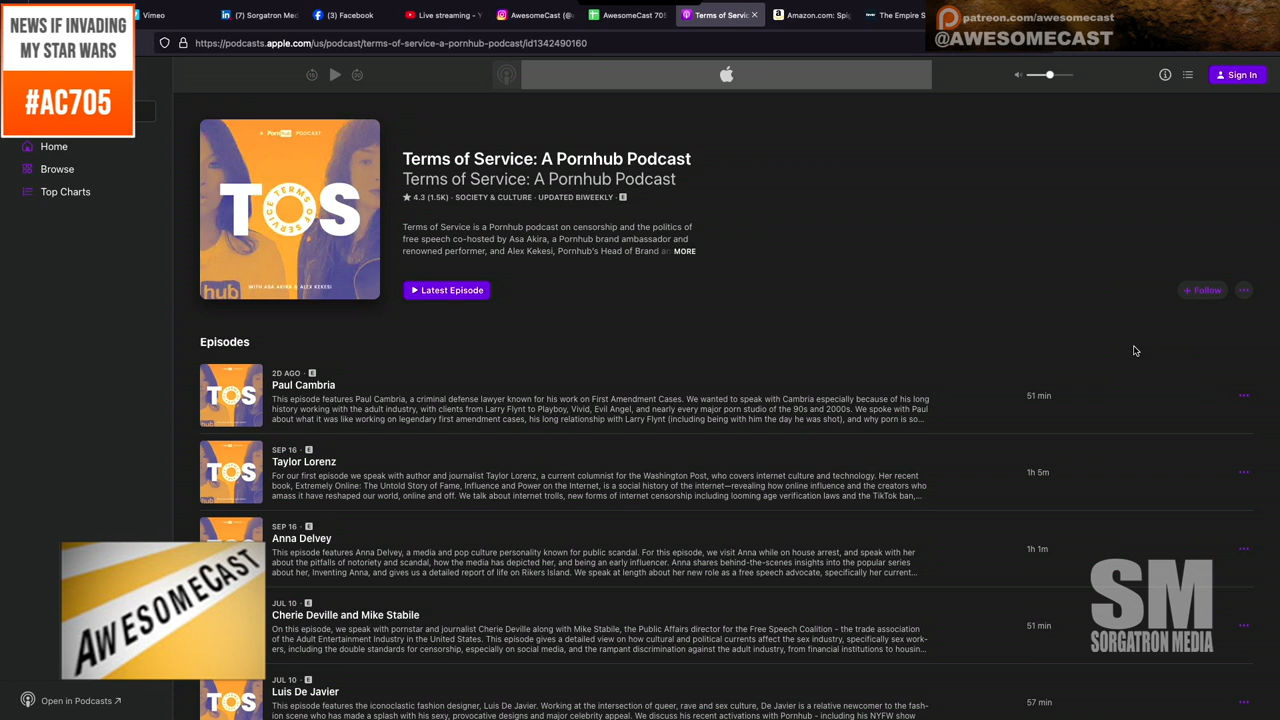 Vimeo
(10) Sorgatron Med
(3) Facebook
Live streaming - Y
AwesomeCast (@
AwesomeCast 705
Terms of Servic
Amazon.com: Spi
The Empire S
https://podcasts.apple.com/us/podcast/terms-of-service-a-pornhub-podcast/id1342490160
patreon.com/awesomecast
@AWESOMECAST
NEWS IF INVADING
MY STAR WARS
#AC705
Sign In
Home
Browse
Top Charts
Pornhub PODCAST
TOS
TERMS OF SERVICE
hub
WITH ASA AKIRA & ALEX KEKESI
Terms of Service: A Pornhub Podcast
Terms of Service: A Pornhub Podcast
★ 4.3 (1.5K) · SOCIETY & CULTURE · UPDATED BIWEEKLY · E
Terms of Service is a Pornhub podcast on censorship and the politics of
free speech co-hosted by Asa Akira, a Pornhub brand ambassador and
renowned performer, and Alex Kekesi, Pornhub's Head of Brand an MORE
Latest Episode
+ Follow
Episodes
TOS
2D AGO · E
Paul Cambria
This episode features Paul Cambria, a criminal defense lawyer known for his work on First Amendment Cases. We wanted to speak with Cambria especially because of his long
history working with the adult industry, with clients from Larry Flynt to Playboy, Vivid, Evil Angel, and nearly every major porn studio of the 90s and 2000s. We spoke with Paul
about what it was like working on legendary first amendment cases, his long relationship with Larry Flynt (including being with him the day he was shot), and why porn is so...
51 min
TOS
SEP 16 · E
Taylor Lorenz
For our first episode we speak with author and journalist Taylor Lorenz, a current columnist for the Washington Post, who covers internet culture and technology. Her recent
book, Extremely Online: The Untold Story of Fame, Influence and Power on the Internet, is a social history of the internet—revealing how online influence and the creators who
amass it have reshaped our world, online and off. We talk about internet trolls, new forms of internet censorship including looming age verification laws and the TikTok ban,...
1h 5m
SEP 16 · E
Anna Delvey
This episode features Anna Delvey, a media and pop culture personality known for public scandal. For this episode, we visit Anna while on house arrest, and speak with her
about the pitfalls of notoriety and scandal, how the media has depicted her, and being an early influencer. Anna shares behind-the-scenes insights into the popular series
about her, Inventing Anna, and gives us a detailed report of life on Rikers Island. We speak at length about her new role as a free speech advocate, specifically her current...
1h 1m
JUL 10 · E
Cherie Deville and Mike Stabile
On this episode, we speak with pornstar and journalist Cherie Deville along with Mike Stabile, the Public Affairs director for the Free Speech Coalition - the trade association
of the Adult Entertainment Industry in the United States. This episode gives a detailed view on how cultural and political currents affect the sex industry, specifically sex work-
ers, including the double standards for censorship, especially on social media, and the rampant discrimination against the adult industry, from financial institutions to housin...
51 min
AWESOMECAST
SM
SORGATRON MEDIA
TOS
JUL 10 · E
Luis De Javier
This episode features the iconoclastic fashion designer, Luis De Javier. Working at the intersection of queer, rave and sex culture, De Javier is a relative newcomer to the fash-
ion scene who has made a splash with his sexy, provocative designs and major celebrity appeal. We discuss his recent activations with Pornhub - including his NYFW show
57 min
Open in Podcasts ↗